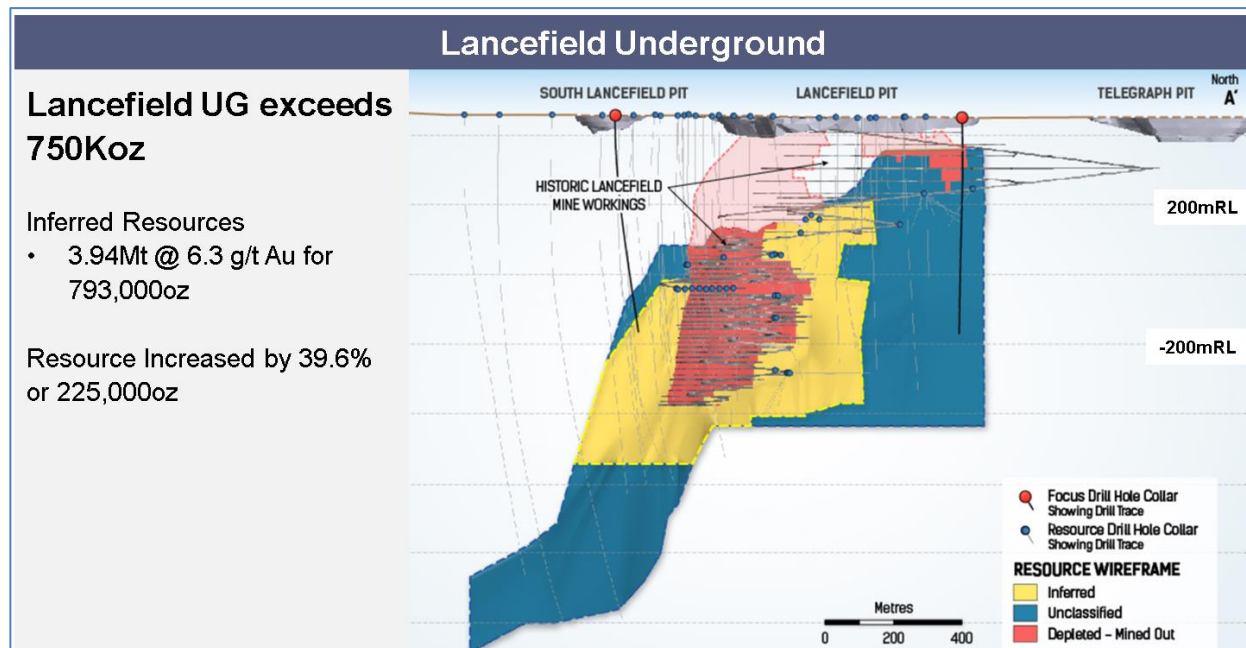 Lancefield Underground
Lancefield UG exceeds
750Koz
Inferred Resources
• 3.94Mt @ 6.3 g/t Au for
793,000oz
Resource Increased by 39.6%
or 225,000oz
SOUTH LANCEFIELD PIT
LANCEFIELD PIT
TELEGRAPH PIT
North
A'
HISTORIC LANCEFIELD
MINE WORKINGS
200mRL
-200mRL
Focus Drill Hole Collar
Showing Drill Trace
Resource Drill Hole Collar
Showing Drill Trace
RESOURCE WIREFRAME
Inferred
Unclassified
Depleted – Mined Out
Metres
0 200 400